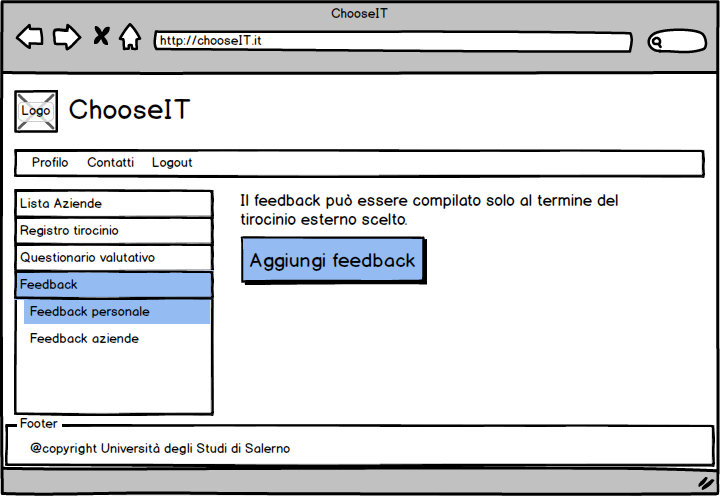 ChooseIT
http://chooseIT.it
Logo
ChooseIT
Profilo Contatti Logout
Lista Aziende
Registro tirocinio
Questionario valutativo
Feedback
Feedback personale
Feedback aziende
Il feedback può essere compilato solo al termine del
tirocinio esterno scelto.
Aggiungi feedback
Footer
@copyright Università degli Studi di Salerno